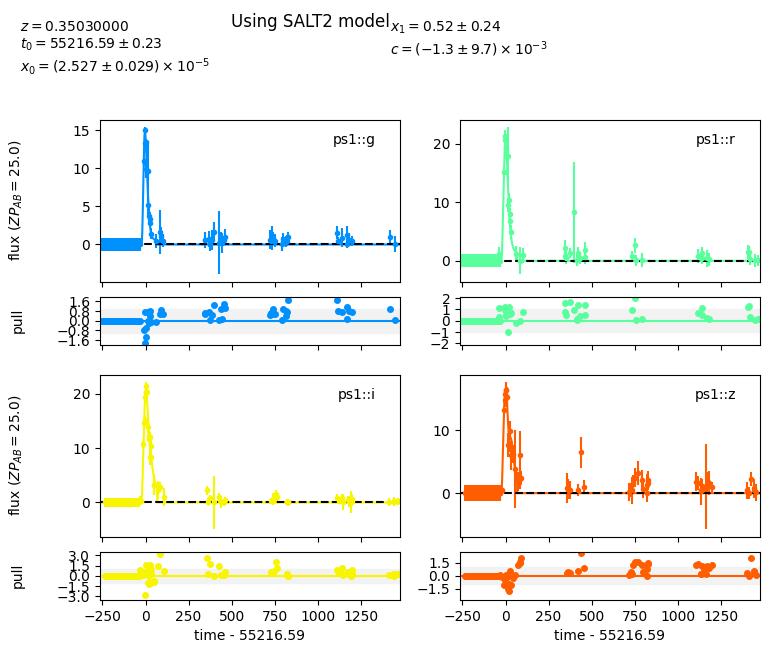 Using SALT2 model
z = 0.35030000
t₀ = 55216.59 ± 0.23
x₀ = (2.527 ± 0.029) × 10⁻⁵
x₁ = 0.52 ± 0.24
c = (−1.3 ± 9.7) × 10⁻³
ps1::g
15
10
5
0
flux (ZP_AB = 25.0)
ps1::r
20
10
0
1.6
0.8
0.0
−0.8
−1.6
pull
2
1
0
−1
−2
ps1::i
20
10
0
flux (ZP_AB = 25.0)
ps1::z
10
0
3.0
1.5
0.0
−1.5
−3.0
pull
−250 0 250 500 750 1000 1250
time - 55216.59
1.5
0.0
−1.5
−250 0 250 500 750 1000 1250
time - 55216.59